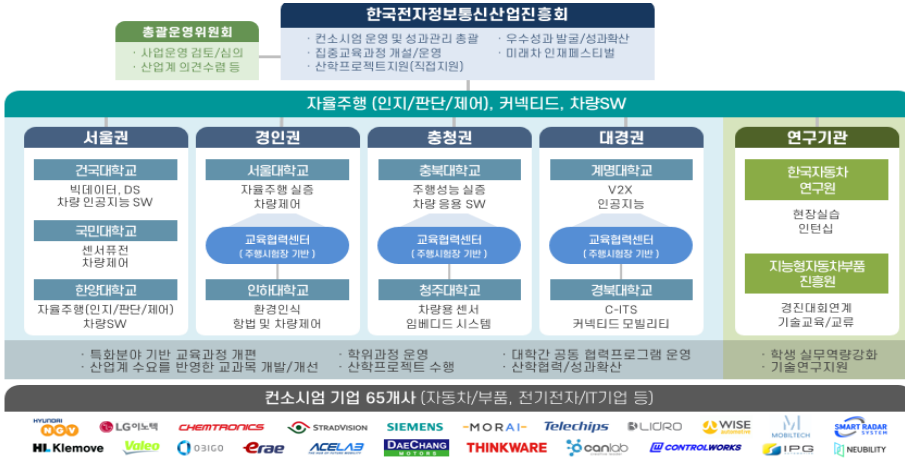 한국전자정보통신산업진흥회
· 컨소시엄 운영 및 성과관리 총괄
· 집중교육과정 개설/운영
· 산학프로젝트지원(직접지원)
· 우수성과 발굴/성과확산
· 미래차 인재페스티벌
총괄운영위원회
· 사업운영 검토/심의
· 산업계 의견수렴 등
자율주행 (인지/판단/제어), 커넥티드, 차량SW
서울권
건국대학교
빅데이터, DS
차량 인공지능 SW
국민대학교
센서퓨전
차량제어
한양대학교
자율주행(인지/판단/제어)
차량SW
경인권
서울대학교
자율주행 실증
차량제어
교육협력센터
( 주행시험장 기반 )
인하대학교
환경인식
항법 및 차량제어
충청권
충북대학교
주행성능 실증
차량 응용 SW
교육협력센터
( 주행시험장 기반 )
청주대학교
차량용 센서
임베디드 시스템
대경권
계명대학교
V2X
인공지능
교육협력센터
( 주행시험장 기반 )
경북대학교
C-ITS
커넥티드 모빌리티
연구기관
한국자동차
연구원
현장실습
인턴십
지능형자동차부품
진흥원
경진대회연계
기술교육/교류
· 특화분야 기반 교육과정 개편
· 산업계 수요를 반영한 교과목 개발/개선
· 학위과정 운영
· 산학프로젝트 수행
· 대학간 공동 협력프로그램 운영
· 산학협력/성과확산
· 학생 실무역량강화
· 기술연구지원
컨소시엄 기업 65개사 (자동차/부품, 전기전자/IT기업 등)
HYUNDAI
NGV
LG이노텍
CHEMTRONICS
STRADVISION
SIEMENS
-MORAI-
Telechips
LIDRO
WISE
automotive
MOBILTECH
SMART RADAR
SYSTEM
HL Klemove
Valeo
OBIGO
erae
ACELAB
DAECHANG
MOTORS
THINKWARE
canlab
CONTROLWORKS
IPG
NEUBILITY